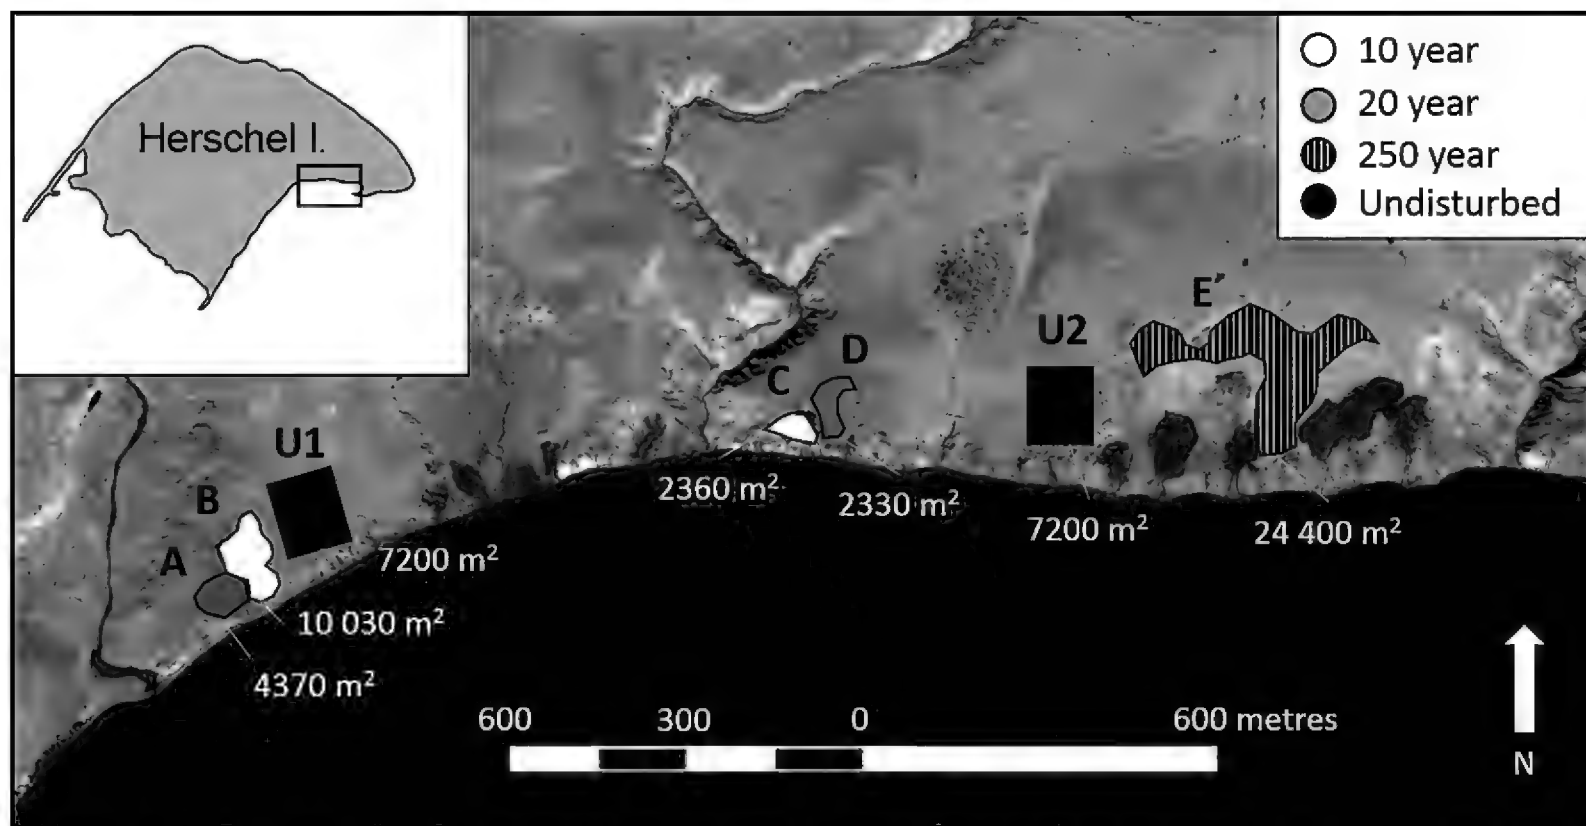 Herschel I.
10 year
20 year
250 year
Undisturbed
E
U2
D
C
U1
B
A
2360 m²
2330 m²
7200 m²
24 400 m²
7200 m²
10 030 m²
4370 m²
600 300 0 600 metres
N